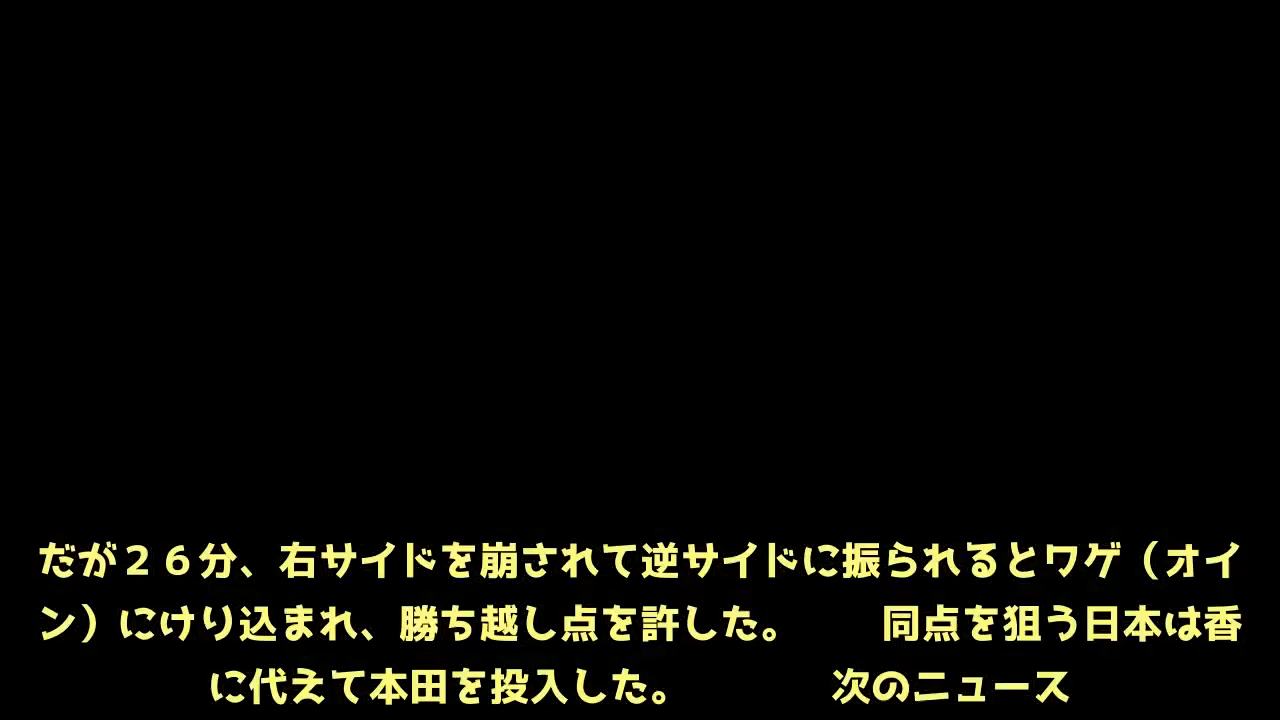 だが２６分、右サイドを崩されて逆サイドに振られるとワゲ（オイ
ン）にけり込まれ、勝ち越し点を許した。　　同点を狙う日本は香
に代えて本田を投入した。　　　　次のニュース